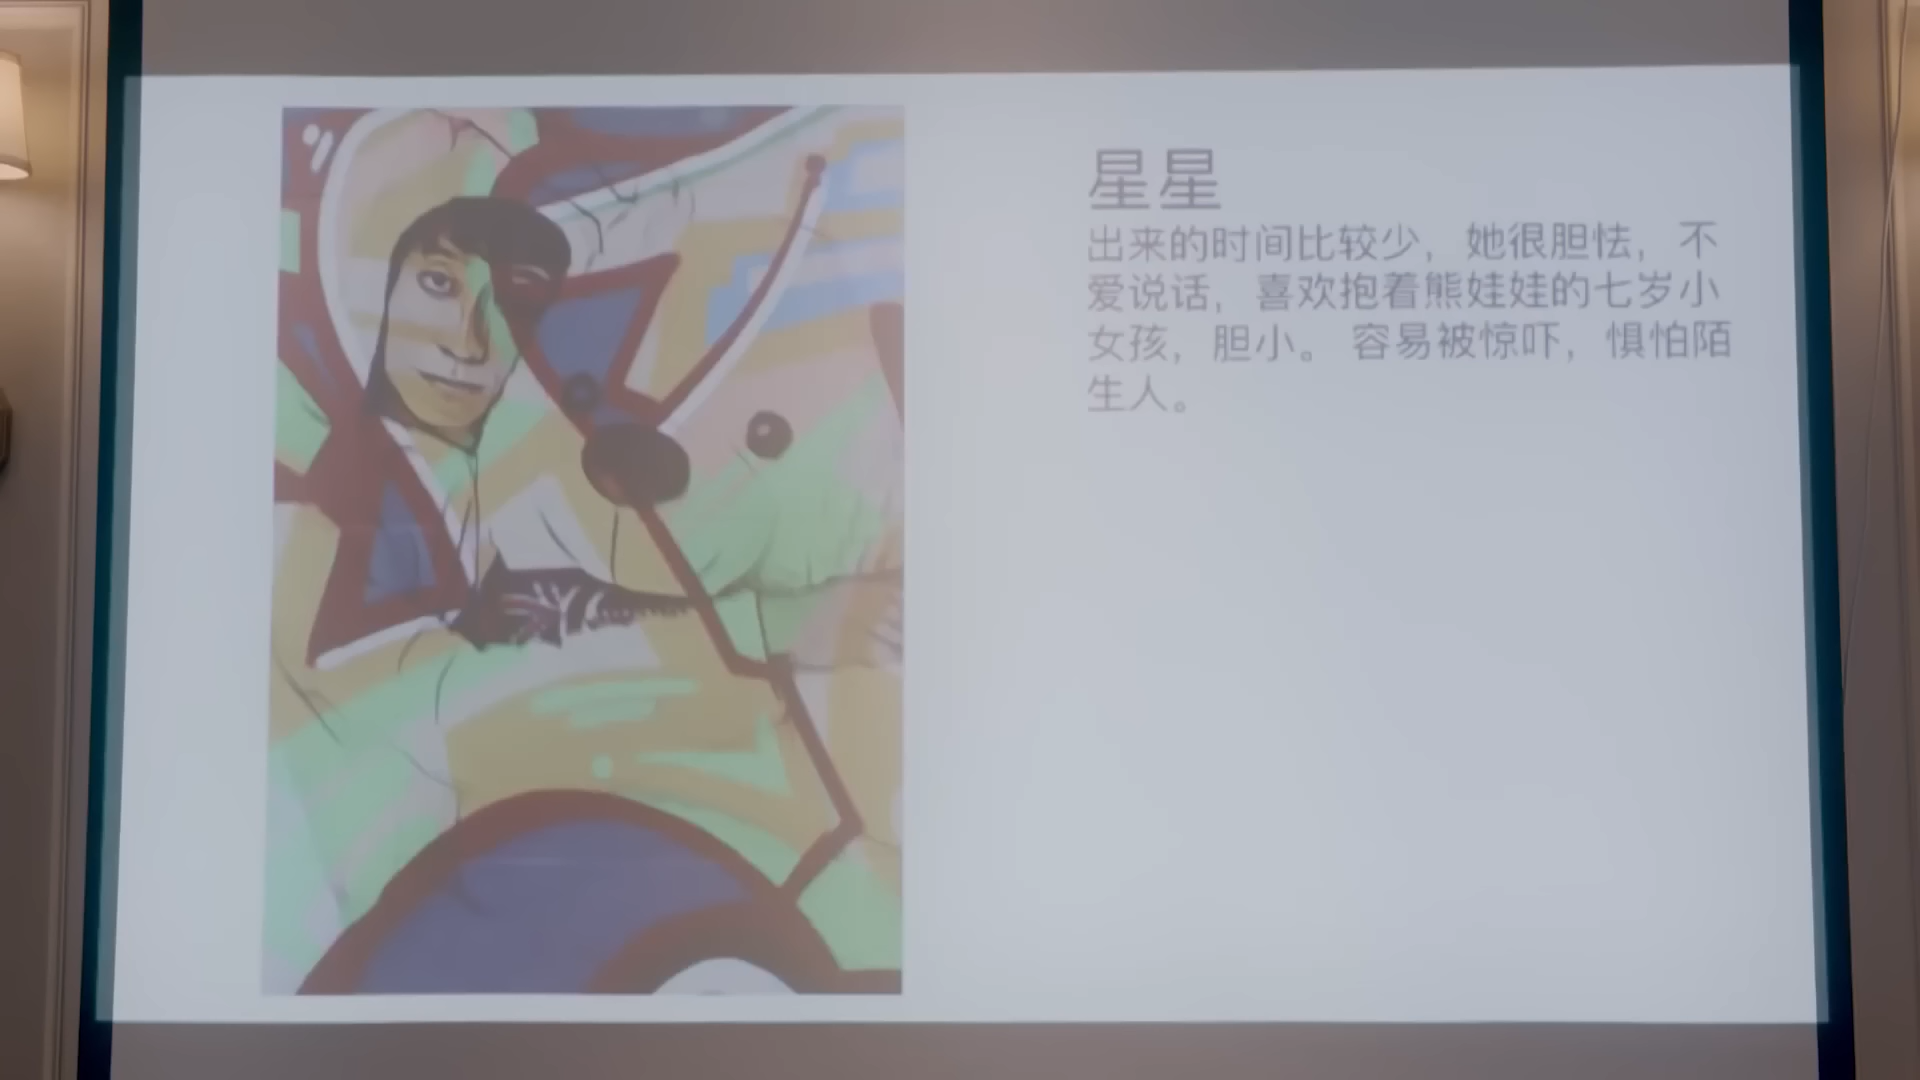 星星
出来的时间比较少，她很胆怯，不
爱说话，喜欢抱着熊娃娃的七岁小
女孩，胆小。 容易被惊吓，惧怕陌
生人。